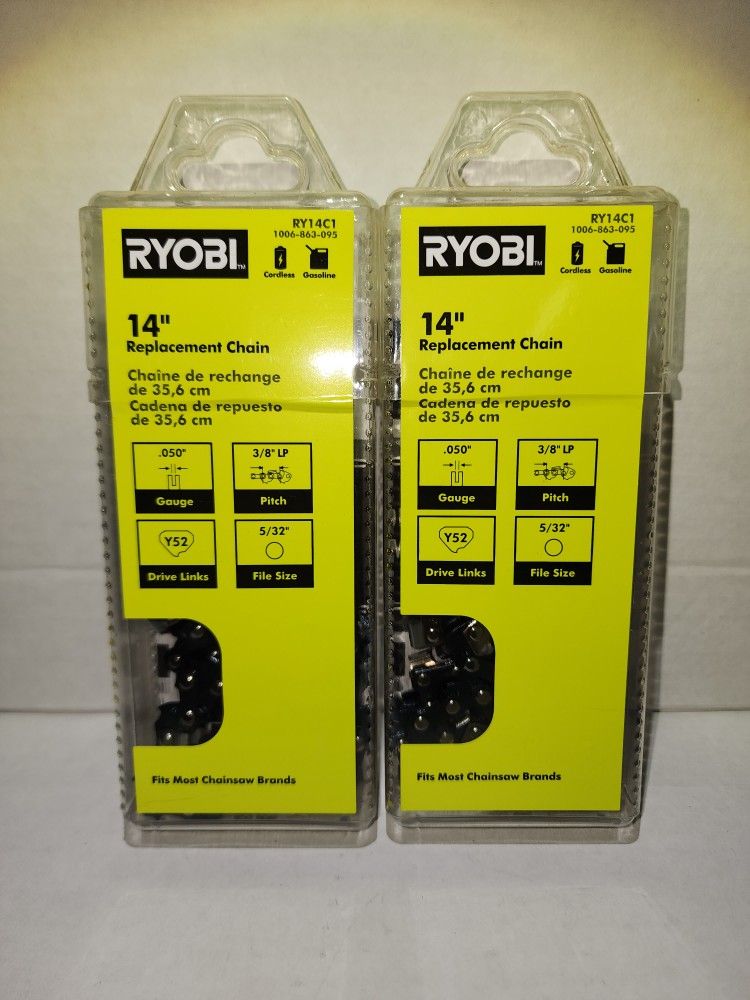 RY14C1
1006-863-095
RYOBI™
Cordless
Gasoline
14"
Replacement Chain
Chaîne de rechange
de 35,6 cm
Cadena de repuesto
de 35,6 cm
.050"
Gauge
3/8" LP
Pitch
Y52
Drive Links
5/32"
File Size
Fits Most Chainsaw Brands
RY14C1
1006-863-095
RYOBI™
Cordless
Gasoline
14"
Replacement Chain
Chaîne de rechange
de 35,6 cm
Cadena de repuesto
de 35,6 cm
.050"
Gauge
3/8" LP
Pitch
Y52
Drive Links
5/32"
File Size
Fits Most Chainsaw Brands